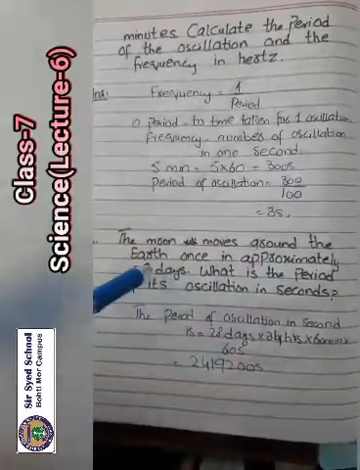 Class-7
Science(Lecture-6)
Sir Syed School
Bohti Mor Campus
minutes Calculate the Period
of the oscillation and the
frequency in hertz.
Frequency = 1
Period
Period - to time taken for 1 oscillation
Frequency - number of oscillation
in one second.
5 min = 5x60 = 300s
Period of oscillation = 300
100
= 3s.
The moon moves around the
Earth once in approximately
days. What is the Period
its oscillation in seconds?
The Period of oscillation in second
is = 28 days x 24 hrs x 60min x
60s
= 2419200s